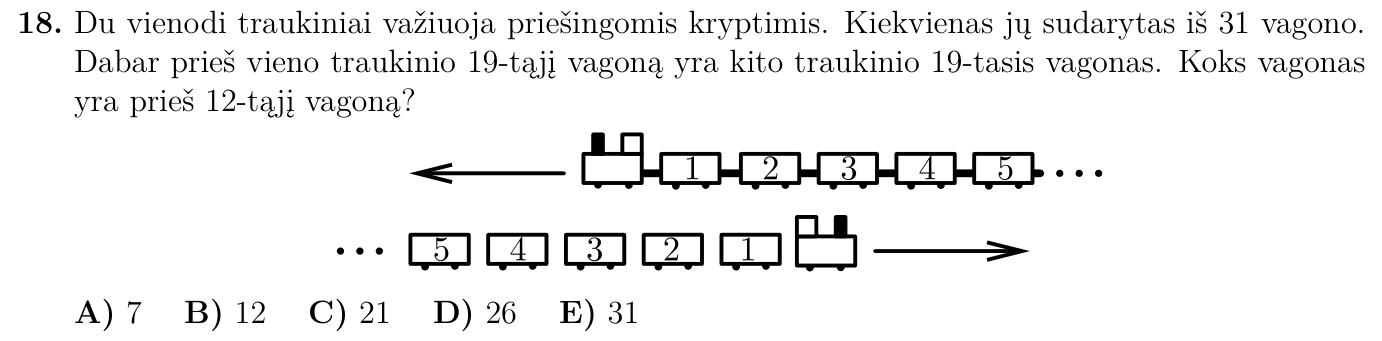 18. Du vienodi traukiniai važiuoja priešingomis kryptimis. Kiekvienas jų sudarytas iš 31 vagono.
Dabar prieš vieno traukinio 19-tąjį vagoną yra kito traukinio 19-tasis vagonas. Koks vagonas
yra prieš 12-tąjį vagoną?
1 2 3 4 5 ...
... 5 4 3 2 1
A) 7 B) 12 C) 21 D) 26 E) 31